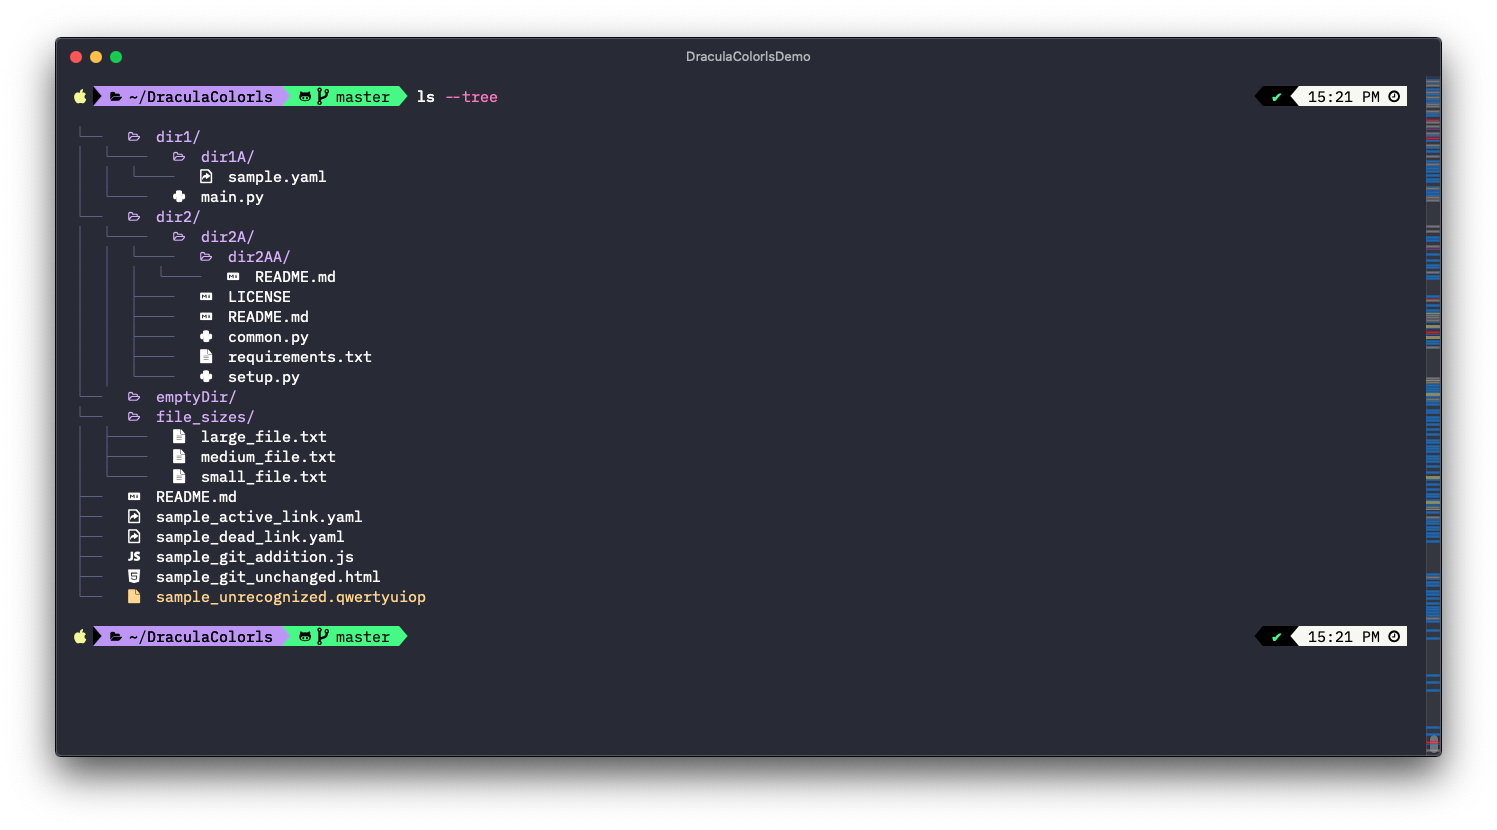 DraculaColorlsDemo
~/DraculaColorls master ls --tree ✔ 15:21 PM
dir1/
dir1A/
sample.yaml
main.py
dir2/
dir2A/
dir2AA/
README.md
LICENSE
README.md
common.py
requirements.txt
setup.py
emptyDir/
file_sizes/
large_file.txt
medium_file.txt
small_file.txt
README.md
sample_active_link.yaml
sample_dead_link.yaml
JS sample_git_addition.js
sample_git_unchanged.html
sample_unrecognized.qwertyuiop
~/DraculaColorls master ✔ 15:21 PM